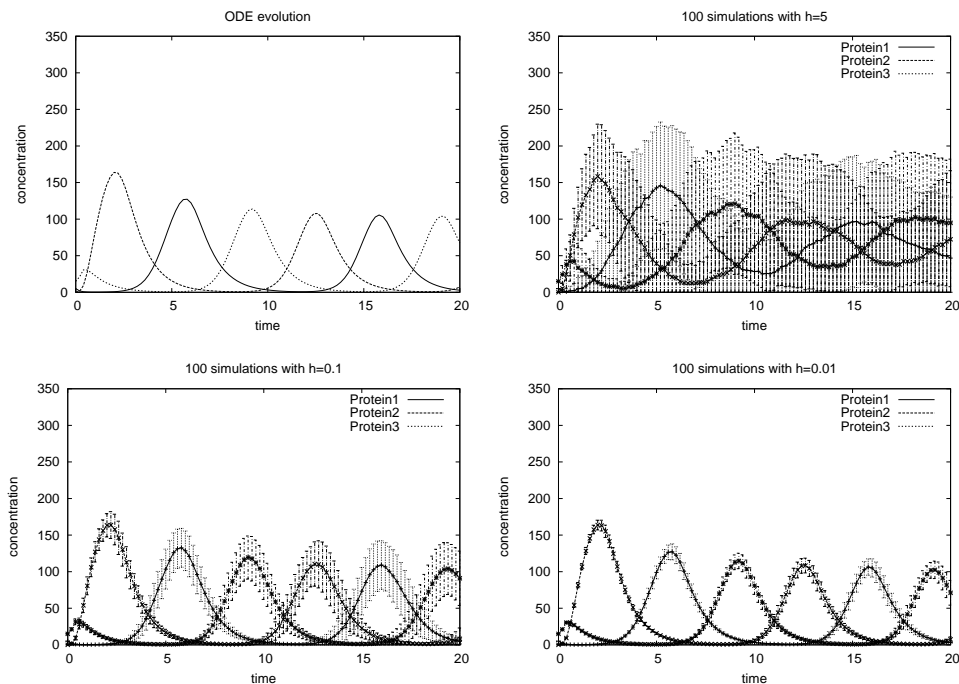 ODE evolution
350
300
250
200
150
100
50
0
0 5 10 15 20
concentration
time
100 simulations with h=5
Protein1
Protein2
Protein3
350
300
250
200
150
100
50
0
0 5 10 15 20
concentration
time
100 simulations with h=0.1
Protein1
Protein2
Protein3
350
300
250
200
150
100
50
0
0 5 10 15 20
concentration
time
100 simulations with h=0.01
Protein1
Protein2
Protein3
350
300
250
200
150
100
50
0
0 5 10 15 20
concentration
time